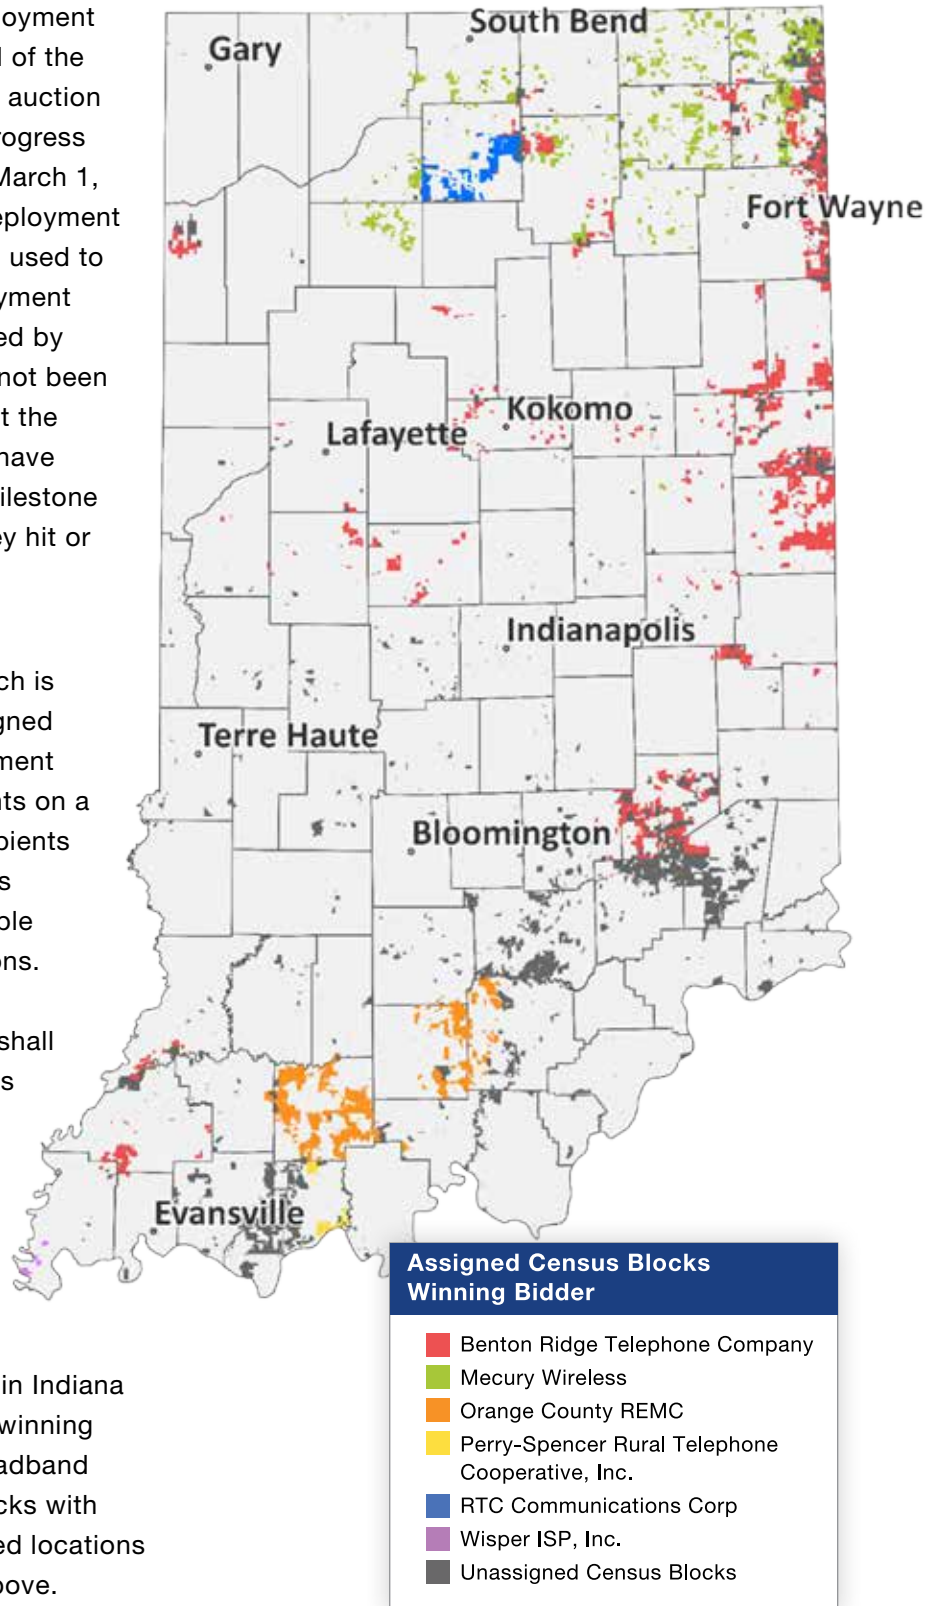 oyment
l of the
auction
rogress
March 1,
eployment
used to
yment
ed by
not been
t the
have
ilestone
ey hit or
ch is
gned
ment
nts on a
pients
s
ble
ons.
shall
s
in Indiana
winning
adband
cks with
ed locations
bove.
South Bend
Gary
Fort Wayne
Kokomo
Lafayette
Indianapolis
Terre Haute
Bloomington
Evansville
Assigned Census Blocks
Winning Bidder
Benton Ridge Telephone Company
Mecury Wireless
Orange County REMC
Perry-Spencer Rural Telephone
Cooperative, Inc.
RTC Communications Corp
Wisper ISP, Inc.
Unassigned Census Blocks